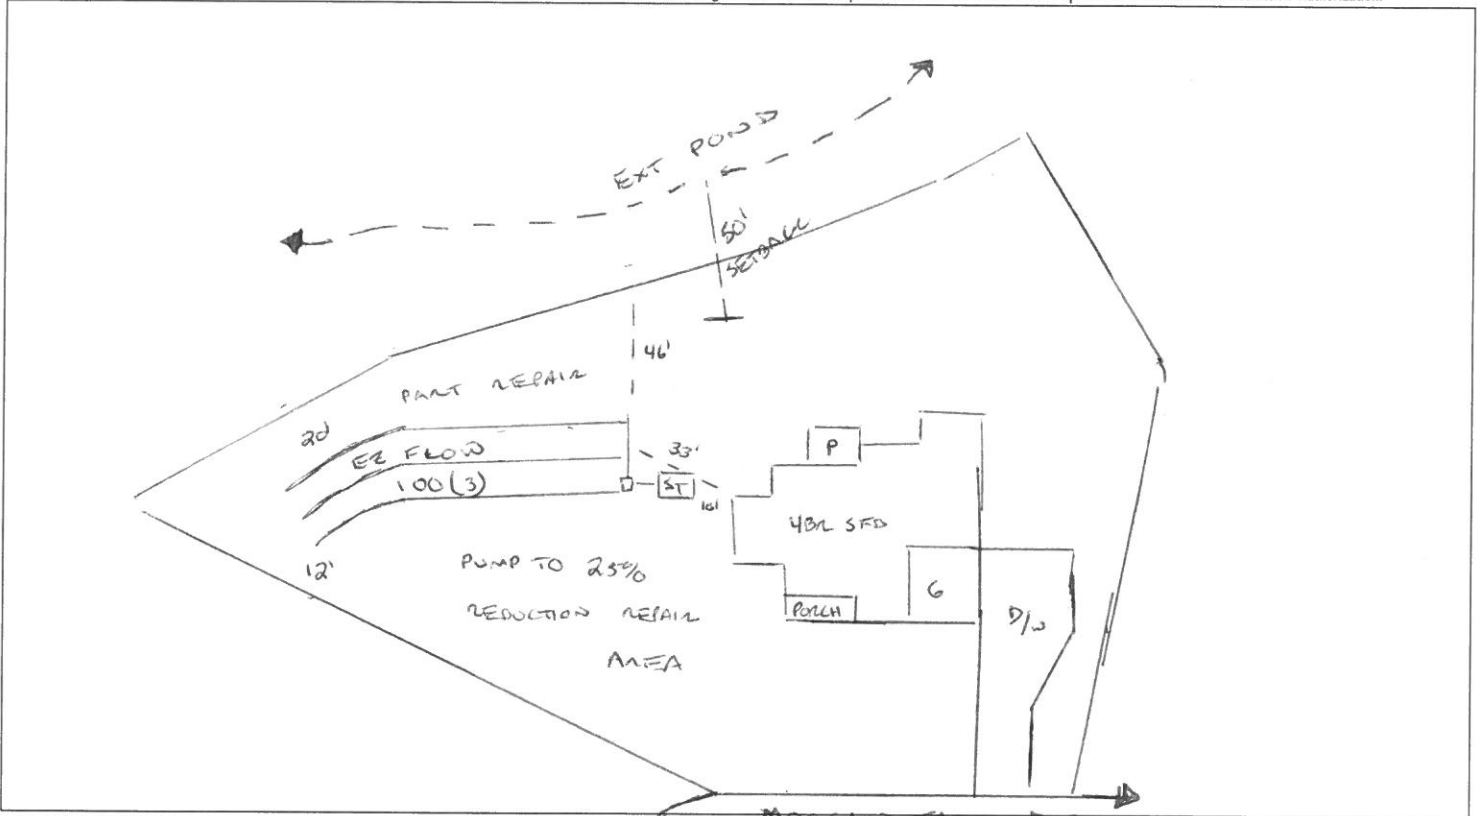 EXT POND
50'
SETBACK
46'
PART REPAIR
20'
EZ FLOW
33'
100(3)
ST
10'
P
4BR SFD
12'
PUMP TO 25%
REDUCTION REPAIR
AREA
G
PORCH
D/W